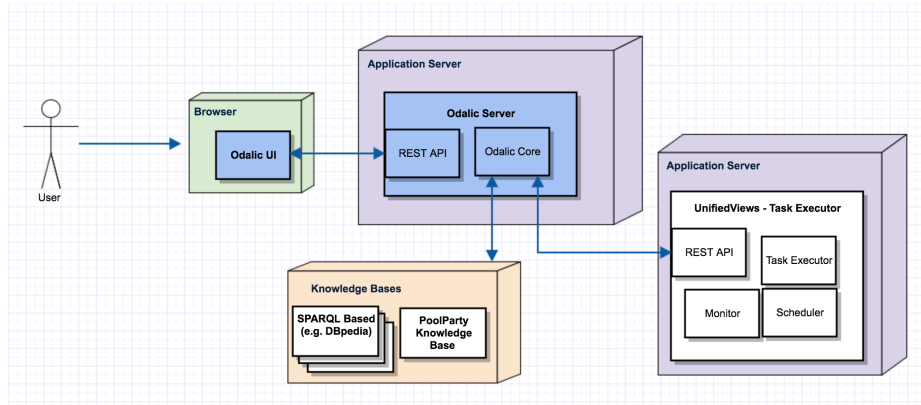 User
Browser
Odalic UI
Application Server
Odalic Server
REST API
Odalic Core
Application Server
UnifiedViews - Task Executor
REST API
Task Executor
Monitor
Scheduler
Knowledge Bases
SPARQL Based
(e.g. DBpedia)
PoolParty
Knowledge
Base